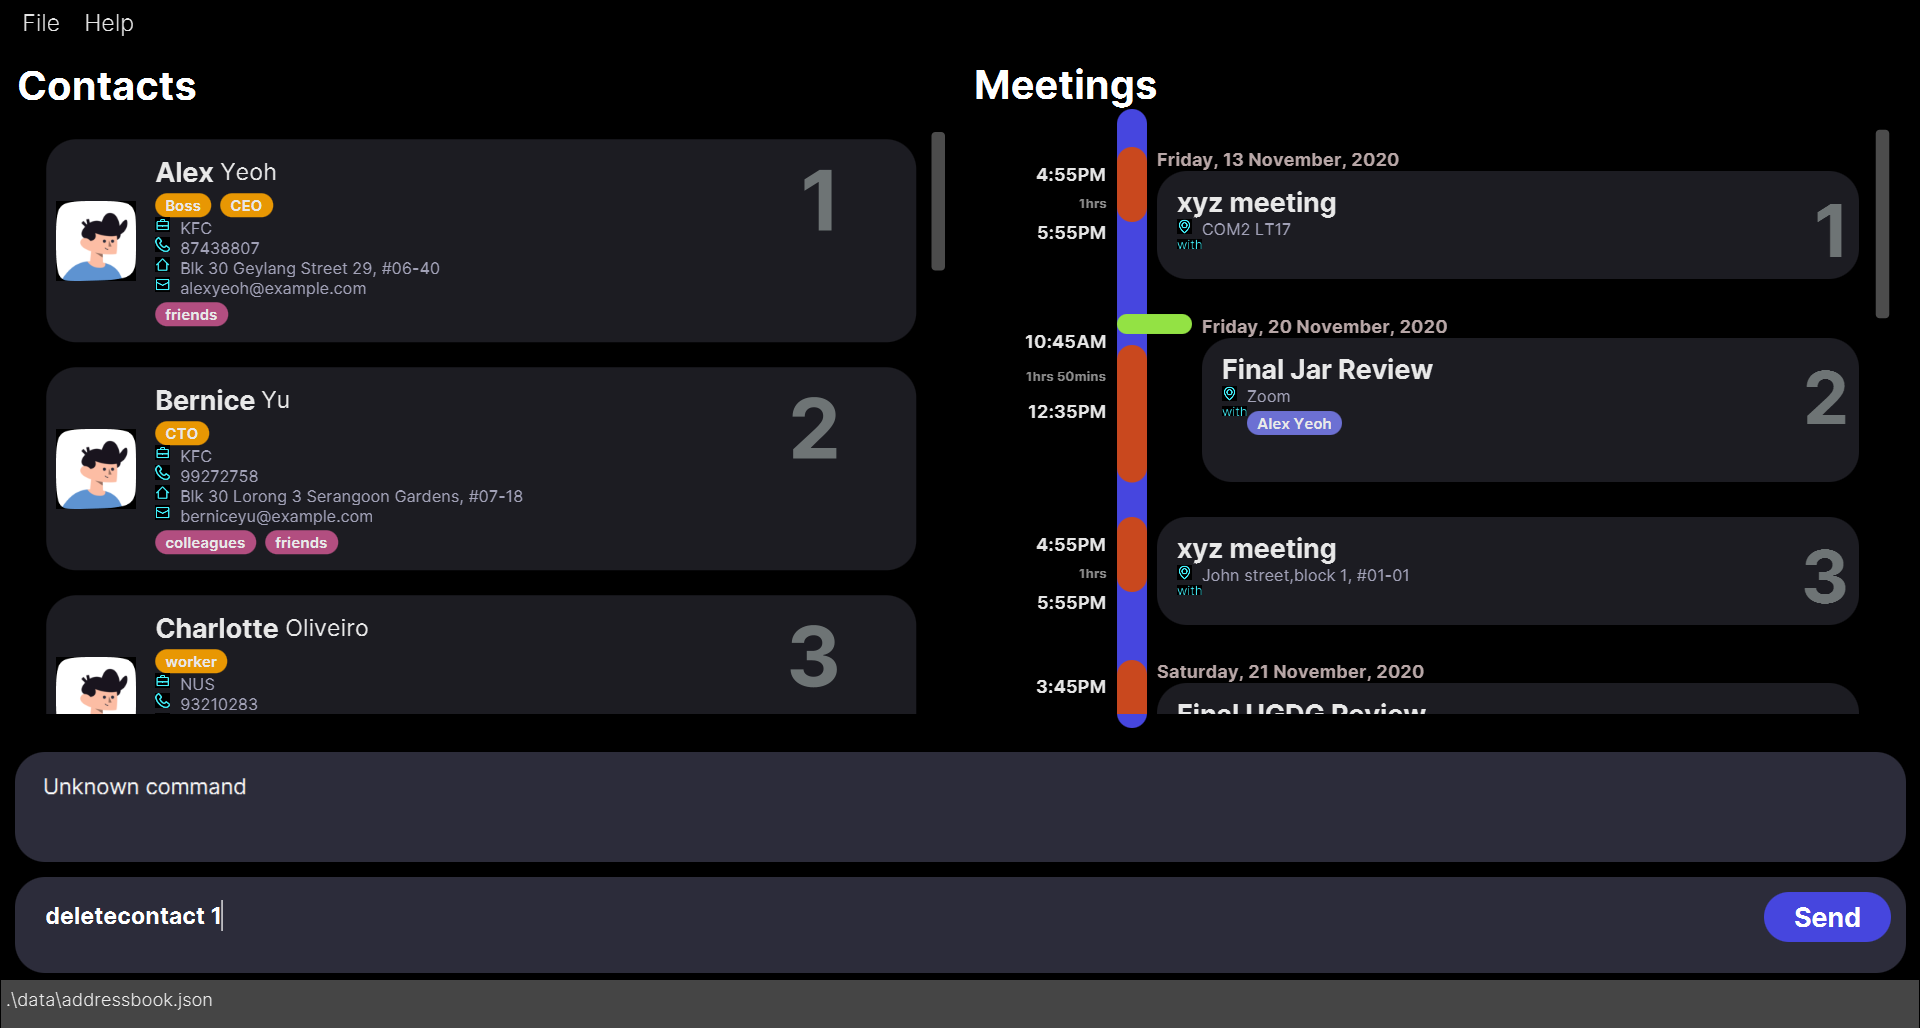 File Help
Contacts
Alex Yeoh
1
Boss CEO
KFC
87438807
Blk 30 Geylang Street 29, #06-40
alexyeoh@example.com
friends
Bernice Yu
2
CTO
KFC
99272758
Blk 30 Lorong 3 Serangoon Gardens, #07-18
berniceyu@example.com
colleagues friends
Charlotte Oliveiro
3
worker
NUS
93210283
Meetings
Friday, 13 November, 2020
4:55PM
1hrs
5:55PM
xyz meeting
COM2 LT17
with
1
Friday, 20 November, 2020
10:45AM
1hrs 50mins
12:35PM
Final Jar Review
Zoom
with
Alex Yeoh
2
4:55PM
1hrs
5:55PM
xyz meeting
John street,block 1, #01-01
with
3
Saturday, 21 November, 2020
3:45PM
Final UGDG Review
Unknown command
deletecontact 1
Send
.\data\addressbook.json